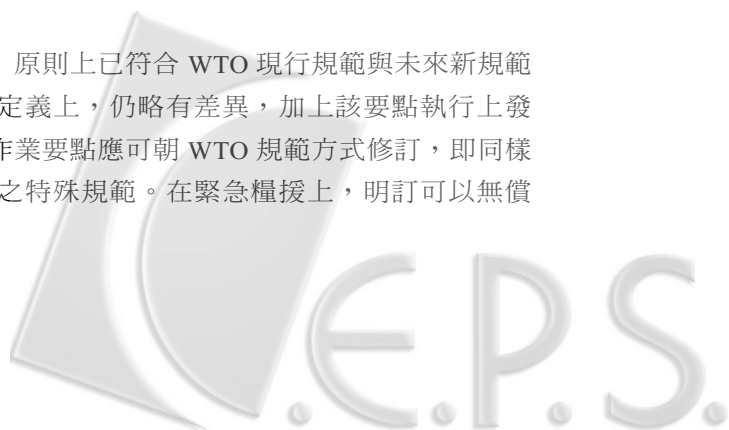 原則上已符合 WTO 現行規範與未來新規範
定義上，仍略有差異，加上該要點執行上發
作業要點應可朝 WTO 規範方式修訂，即同樣
之特殊規範。在緊急糧援上，明訂可以無償
C.E.P.S.